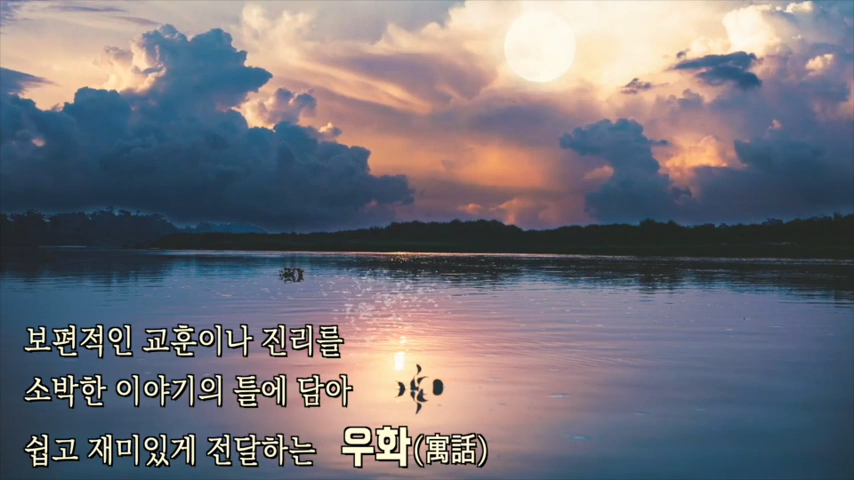 보편적인 교훈이나 진리를
소박한 이야기의 틀에 담아
쉽고 재미있게 전달하는 우화(寓話)